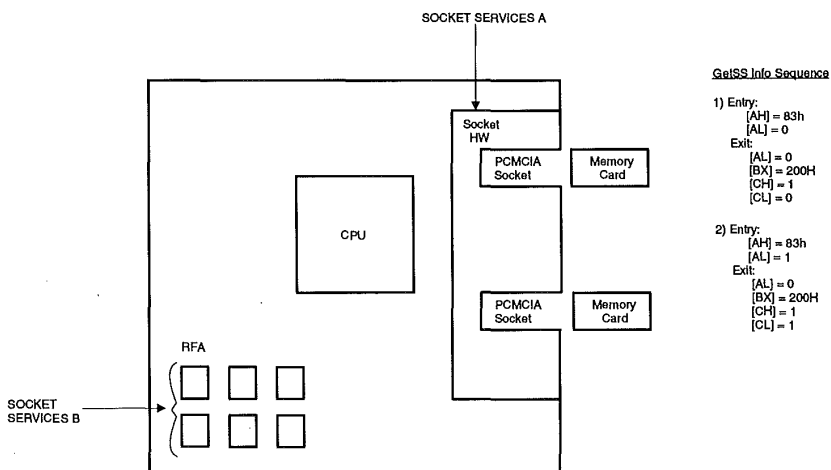 SOCKET SERVICES A
GetSS Info Sequence
1) Entry:
[AH] = 83h
[AL] = 0
Exit:
[AL] = 0
[BX] = 200H
[CH] = 1
[CL] = 0
2) Entry:
[AH] = 83h
[AL] = 1
Exit:
[AL] = 0
[BX] = 200H
[CH] = 1
[CL] = 1
Socket
HW
PCMCIA
Socket
Memory
Card
CPU
PCMCIA
Socket
Memory
Card
RFA
SOCKET
SERVICES B